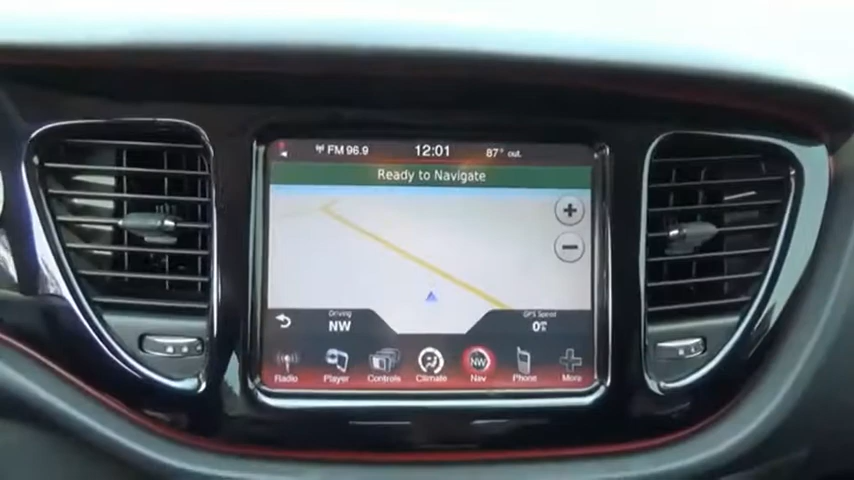 FM 96.9 12:01 87° out.
Ready to Navigate
+
−
Driving GPS Speed
NW 0
NW
Radio Player Controls Climate Nav Phone More